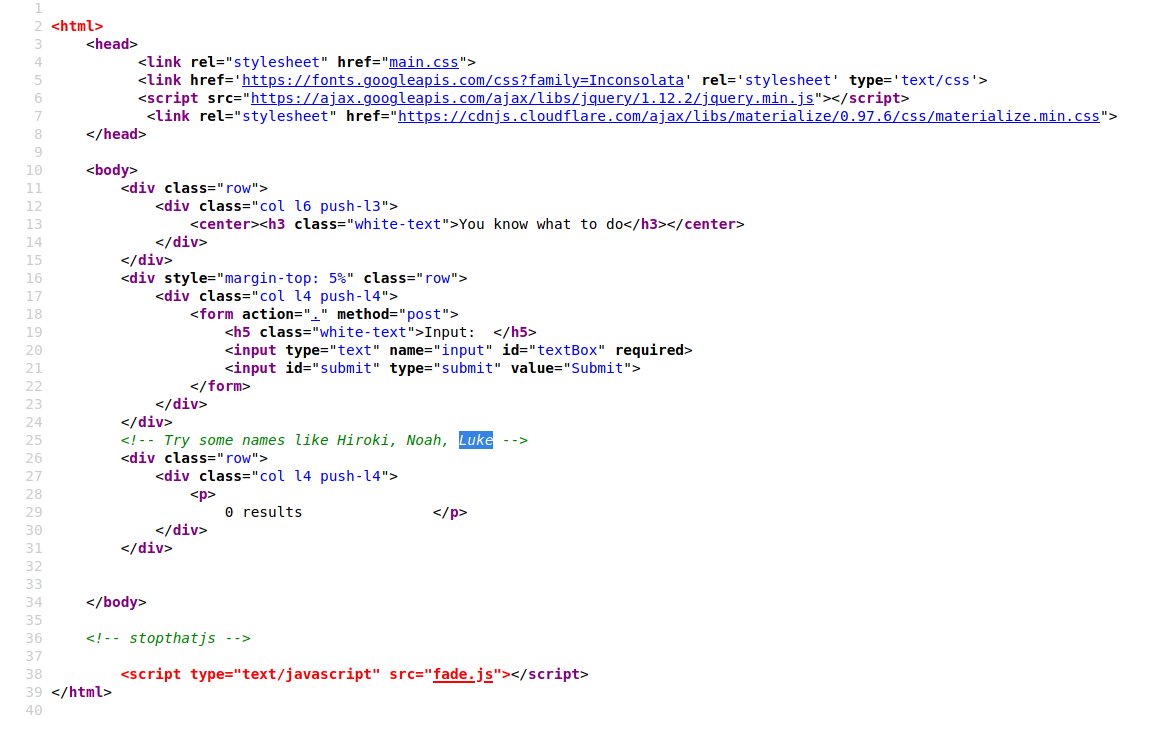 1
2 <html>
3     <head>
4           <link rel="stylesheet" href="main.css">
5           <link href='https://fonts.googleapis.com/css?family=Inconsolata' rel='stylesheet' type='text/css'>
6           <script src="https://ajax.googleapis.com/ajax/libs/jquery/1.12.2/jquery.min.js"></script>
7            <link rel="stylesheet" href="https://cdnjs.cloudflare.com/ajax/libs/materialize/0.97.6/css/materialize.min.css">
8     </head>
9
10     <body>
11         <div class="row">
12             <div class="col l6 push-l3">
13                 <center><h3 class="white-text">You know what to do</h3></center>
14             </div>
15         </div>
16         <div style="margin-top: 5%" class="row">
17             <div class="col l4 push-l4">
18                 <form action="." method="post">
19                     <h5 class="white-text">Input:  </h5>
20                     <input type="text" name="input" id="textBox" required>
21                     <input id="submit" type="submit" value="Submit">
22                 </form>
23             </div>
24         </div>
25         <!-- Try some names like Hiroki, Noah, Luke -->
26         <div class="row">
27             <div class="col l4 push-l4">
28                 <p>
29                     0 results               </p>
30             </div>
31         </div>
32
33
34     </body>
35
36     <!-- stopthatjs -->
37
38         <script type="text/javascript" src="fade.js"></script>
39 </html>
40